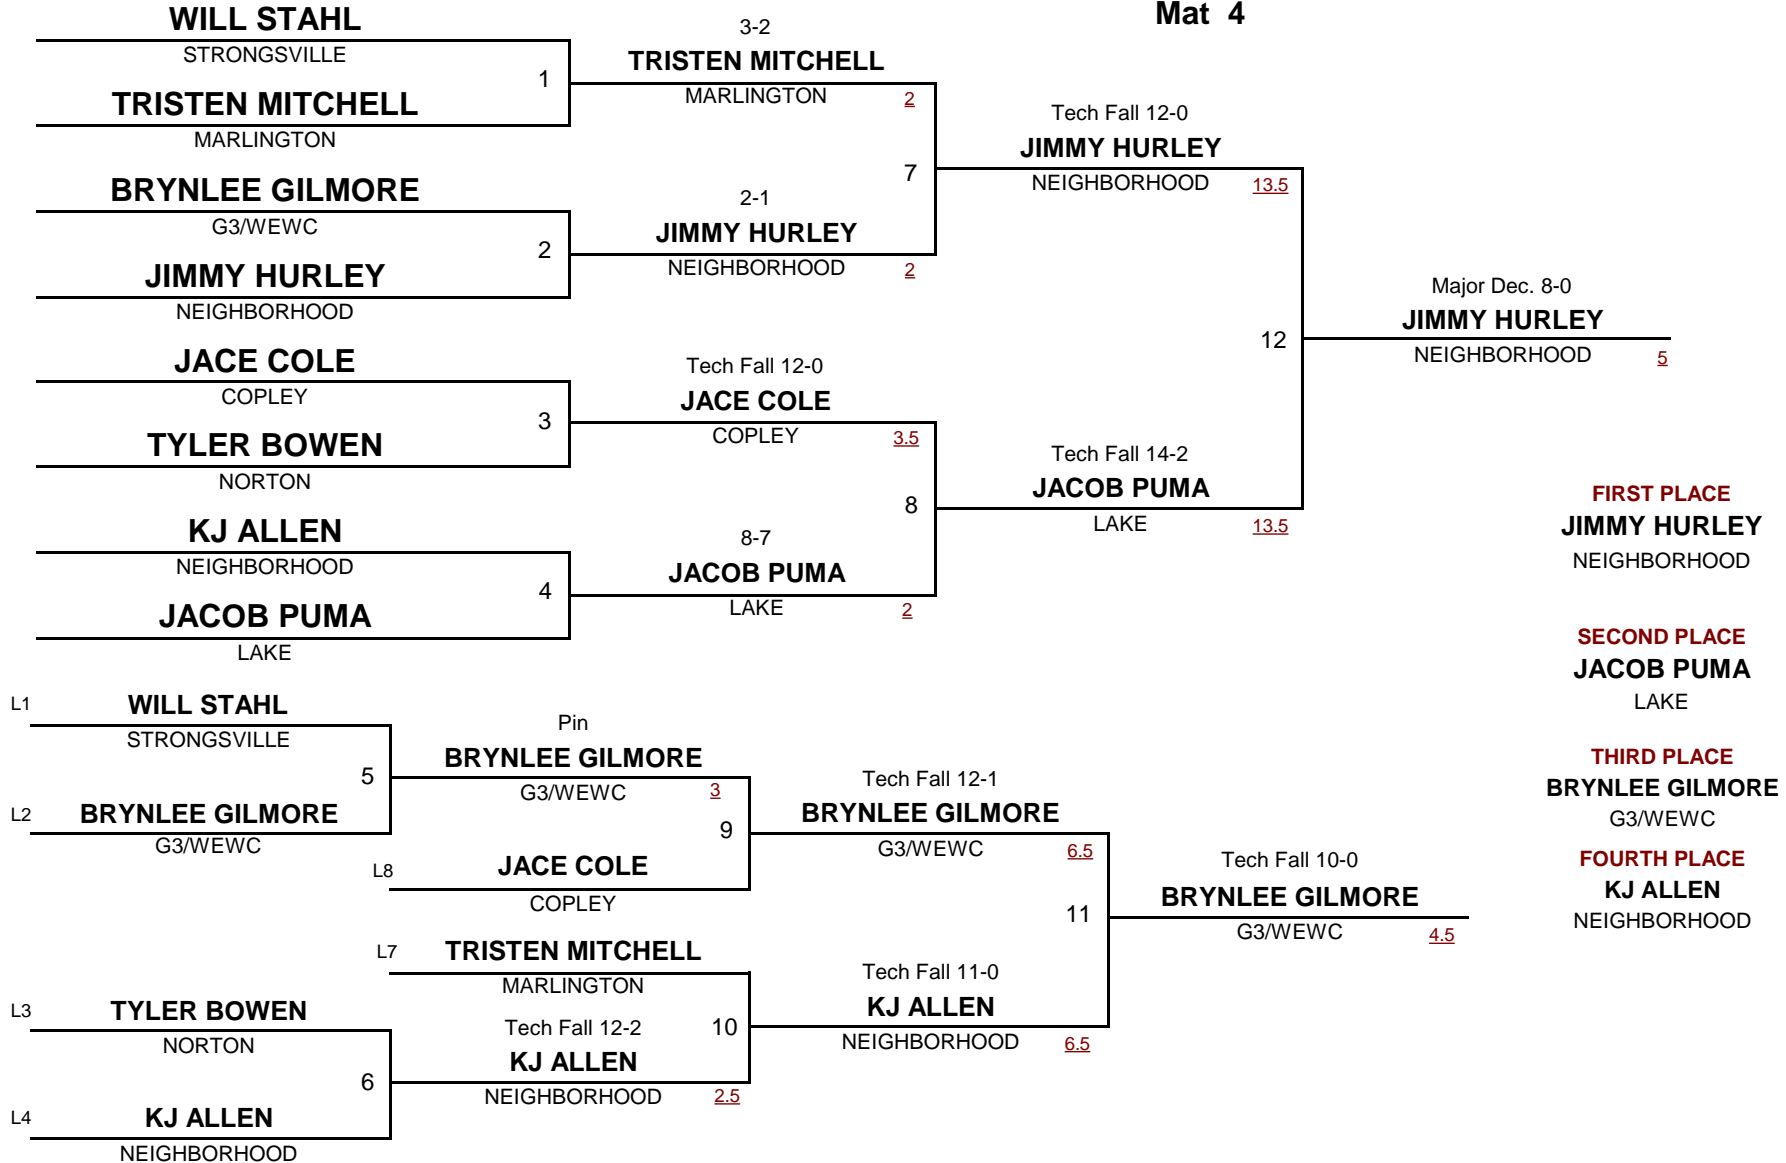 Mat 4
WILL STAHL
STRONGSVILLE
1
TRISTEN MITCHELL
MARLINGTON
BRYNLEE GILMORE
G3/WEWC
2
JIMMY HURLEY
NEIGHBORHOOD
JACE COLE
COPLEY
3
TYLER BOWEN
NORTON
KJ ALLEN
NEIGHBORHOOD
4
JACOB PUMA
LAKE
3-2
TRISTEN MITCHELL
MARLINGTON 2
7
2-1
JIMMY HURLEY
NEIGHBORHOOD 2
Tech Fall 12-0
JACE COLE
COPLEY 3.5
8
8-7
JACOB PUMA
LAKE 2
Tech Fall 12-0
JIMMY HURLEY
NEIGHBORHOOD 13.5
12
Tech Fall 14-2
JACOB PUMA
LAKE 13.5
Major Dec. 8-0
JIMMY HURLEY
NEIGHBORHOOD 5
FIRST PLACE
JIMMY HURLEY
NEIGHBORHOOD
SECOND PLACE
JACOB PUMA
LAKE
THIRD PLACE
BRYNLEE GILMORE
G3/WEWC
FOURTH PLACE
KJ ALLEN
NEIGHBORHOOD
L1 WILL STAHL
STRONGSVILLE
5
L2 BRYNLEE GILMORE
G3/WEWC
L3 TYLER BOWEN
NORTON
6
L4 KJ ALLEN
NEIGHBORHOOD
Pin
BRYNLEE GILMORE
G3/WEWC 3
9
L8 JACE COLE
COPLEY
L7 TRISTEN MITCHELL
MARLINGTON
10
Tech Fall 12-2
KJ ALLEN
NEIGHBORHOOD 2.5
Tech Fall 12-1
BRYNLEE GILMORE
G3/WEWC 6.5
11
Tech Fall 11-0
KJ ALLEN
NEIGHBORHOOD 6.5
Tech Fall 10-0
BRYNLEE GILMORE
G3/WEWC 4.5